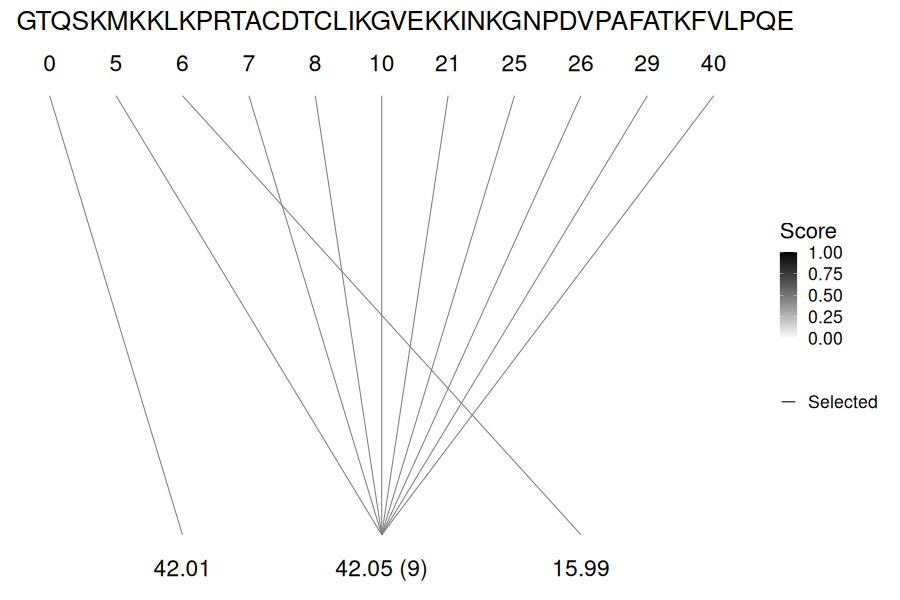 GTQSKMKKLKPRTACDTCLIKGVEKKINKGNPDVPAFATKFVLPQE
0 5 6 7 8 10 21 25 26 29 40
Score
1.00
0.75
0.50
0.25
0.00
Selected
42.01 42.05 (9) 15.99